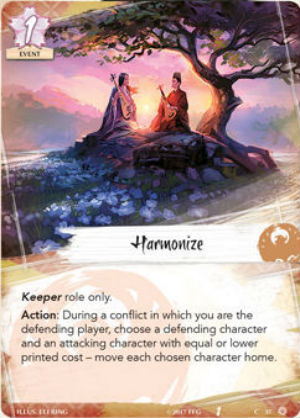 1
EVENT
Harmonize
Keeper role only.
Action: During a conflict in which you are the
defending player, choose a defending character
and an attacking character with equal or lower
printed cost – move each chosen character home.
ILLUS: ELI RING
©2017 FFG
C